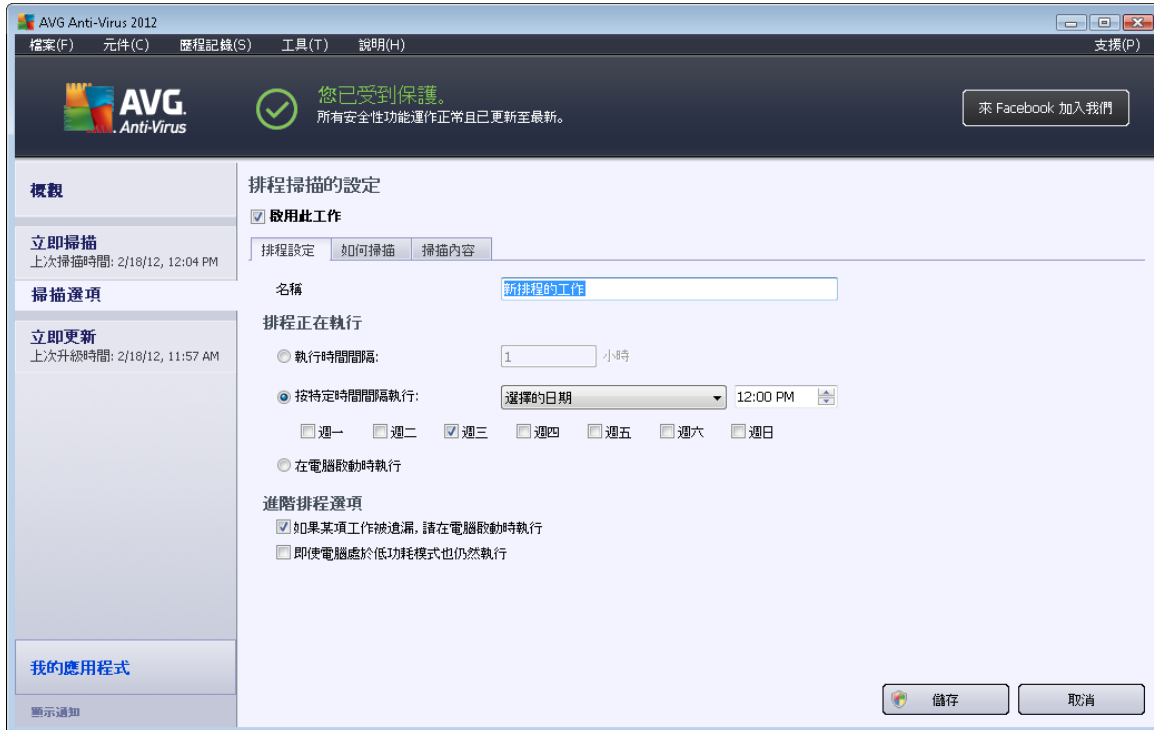 AVG Anti-Virus 2012
檔案(F) 元件(C) 歷程記錄(S) 工具(T) 說明(H) 支援(P)
AVG.
Anti-Virus
您已受到保護。
所有安全性功能運作正常且已更新至最新。
來 Facebook 加入我們
概觀
立即掃描
上次掃描時間: 2/18/12, 12:04 PM
掃描選項
立即更新
上次升級時間: 2/18/12, 11:57 AM
我的應用程式
顯示通知
排程掃描的設定
啟用此工作
排程設定 如何掃描 掃描內容
名稱 新排程的工作
排程正在執行
執行時間間隔: 1 小時
按特定時間間隔執行: 選擇的日期 12:00 PM
週一 週二 週三 週四 週五 週六 週日
在電腦啟動時執行
進階排程選項
如果某項工作被遺漏, 請在電腦啟動時執行
即使電腦處於低功耗模式也仍然執行
儲存 取消